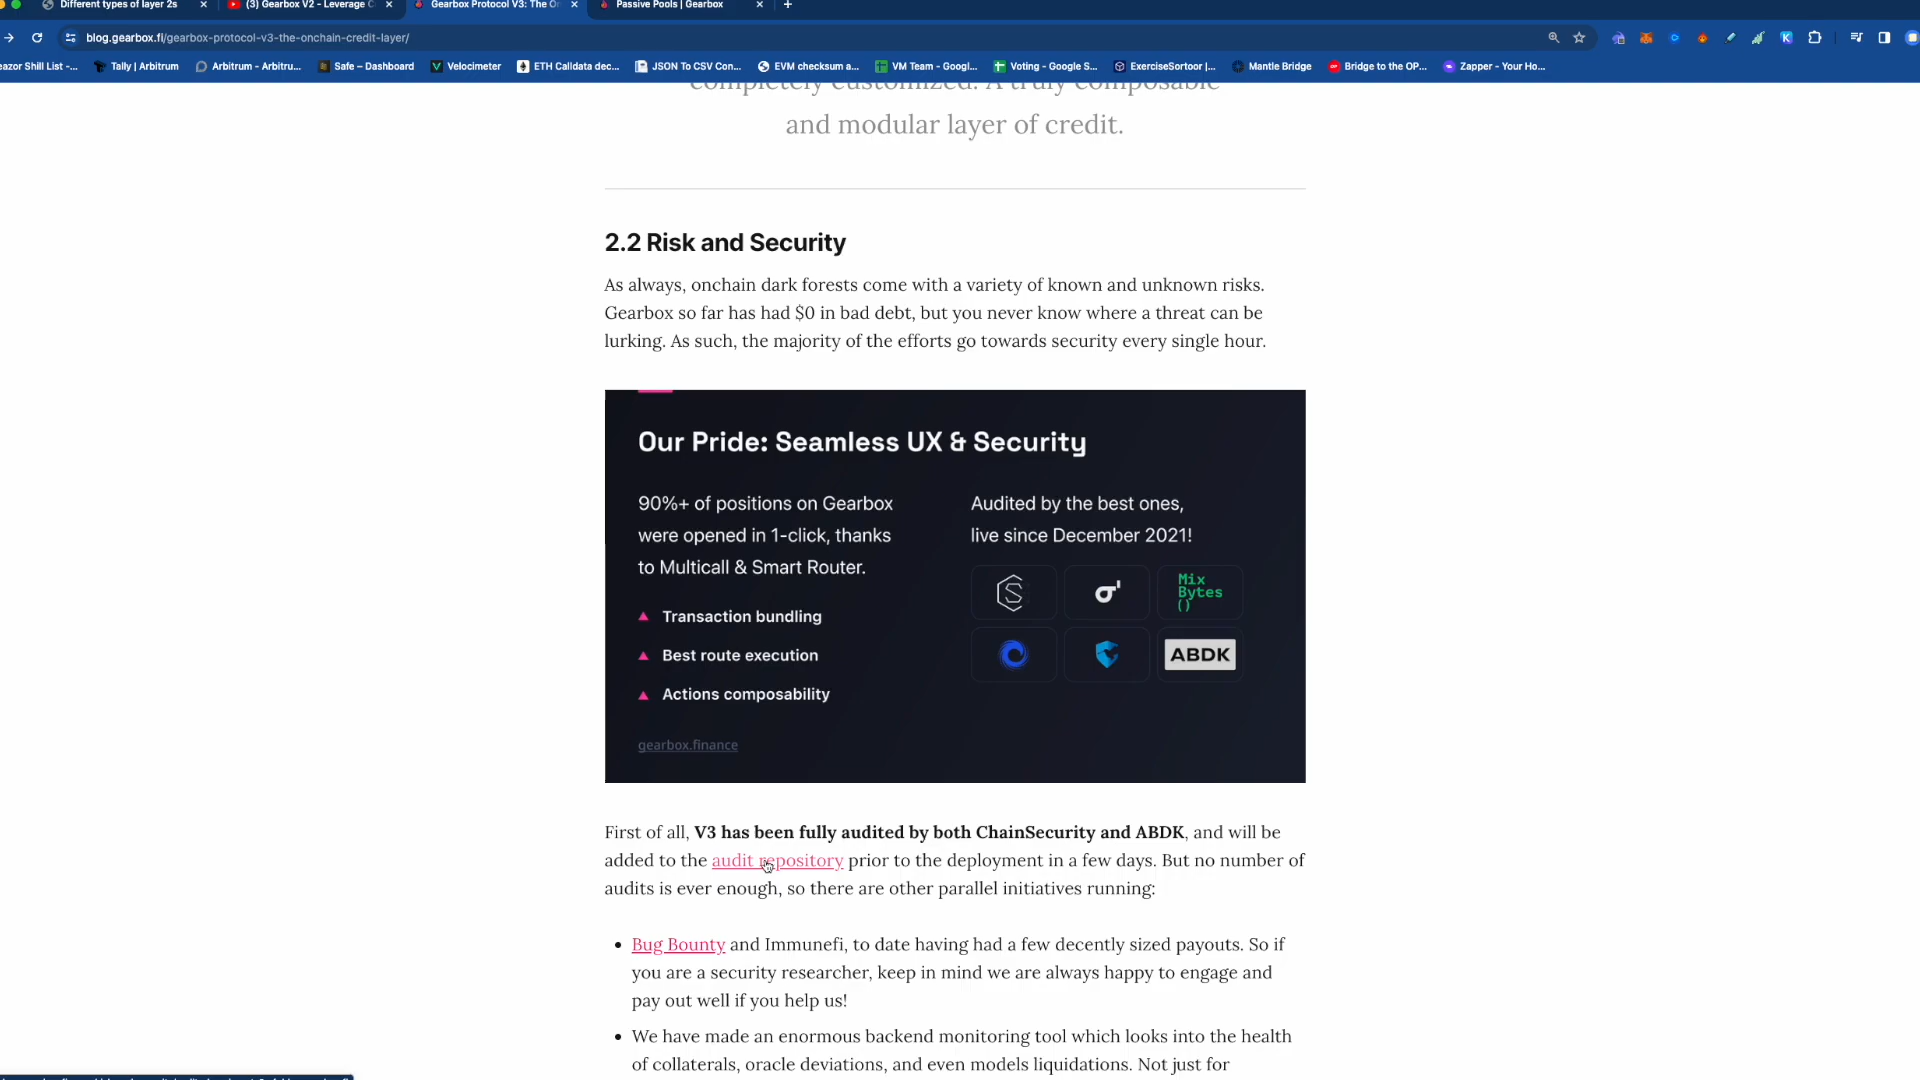 Different types of layer 2s
(3) Gearbox V2 - Leverage C
Gearbox Protocol V3: The On
Passive Pools | Gearbox
blog.gearbox.fi/gearbox-protocol-v3-the-onchain-credit-layer/
eazor Shill List -...
Tally | Arbitrum
Arbitrum - Arbitru...
Safe – Dashboard
Velocimeter
ETH Calldata dec...
JSON To CSV Con...
EVM checksum a...
VM Team - Googl...
Voting - Google S...
ExerciseSortoor |...
Mantle Bridge
Bridge to the OP...
Zapper - Your Ho...
completely customized. A truly composable
and modular layer of credit.
2.2 Risk and Security
As always, onchain dark forests come with a variety of known and unknown risks.
Gearbox so far has had $0 in bad debt, but you never know where a threat can be
lurking. As such, the majority of the efforts go towards security every single hour.
Our Pride: Seamless UX & Security
90%+ of positions on Gearbox
were opened in 1-click, thanks
to Multicall & Smart Router.
Transaction bundling
Best route execution
Actions composability
gearbox.finance
Audited by the best ones,
live since December 2021!
Mix
Bytes
()
ABDK
First of all, V3 has been fully audited by both ChainSecurity and ABDK, and will be
added to the audit repository prior to the deployment in a few days. But no number of
audits is ever enough, so there are other parallel initiatives running:
Bug Bounty and Immunefi, to date having had a few decently sized payouts. So if
you are a security researcher, keep in mind we are always happy to engage and
pay out well if you help us!
We have made an enormous backend monitoring tool which looks into the health
of collaterals, oracle deviations, and even models liquidations. Not just for